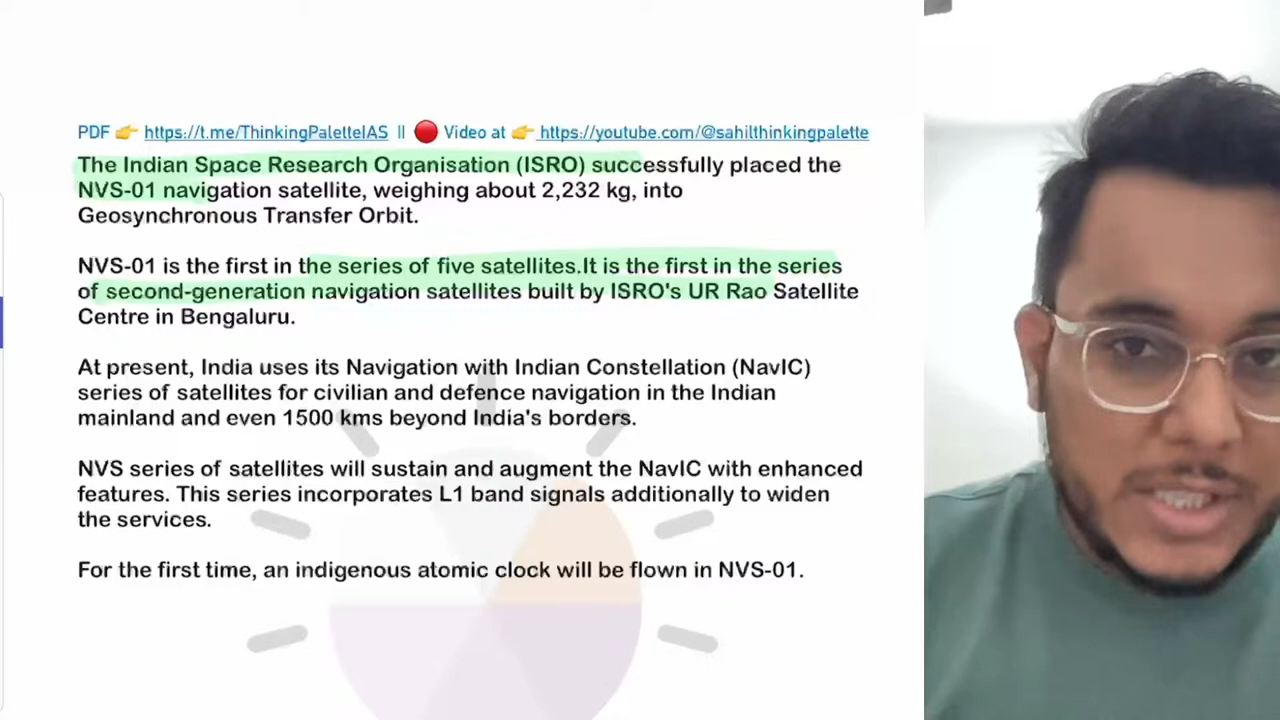 PDF 👉 https://t.me/ThinkingPaletteIAS || 🔴 Video at 👉 https://youtube.com/@sahilthinkingpalette
The Indian Space Research Organisation (ISRO) successfully placed the
NVS-01 navigation satellite, weighing about 2,232 kg, into
Geosynchronous Transfer Orbit.
NVS-01 is the first in the series of five satellites.It is the first in the series
of second-generation navigation satellites built by ISRO's UR Rao Satellite
Centre in Bengaluru.
At present, India uses its Navigation with Indian Constellation (NavIC)
series of satellites for civilian and defence navigation in the Indian
mainland and even 1500 kms beyond India's borders.
NVS series of satellites will sustain and augment the NavIC with enhanced
features. This series incorporates L1 band signals additionally to widen
the services.
For the first time, an indigenous atomic clock will be flown in NVS-01.